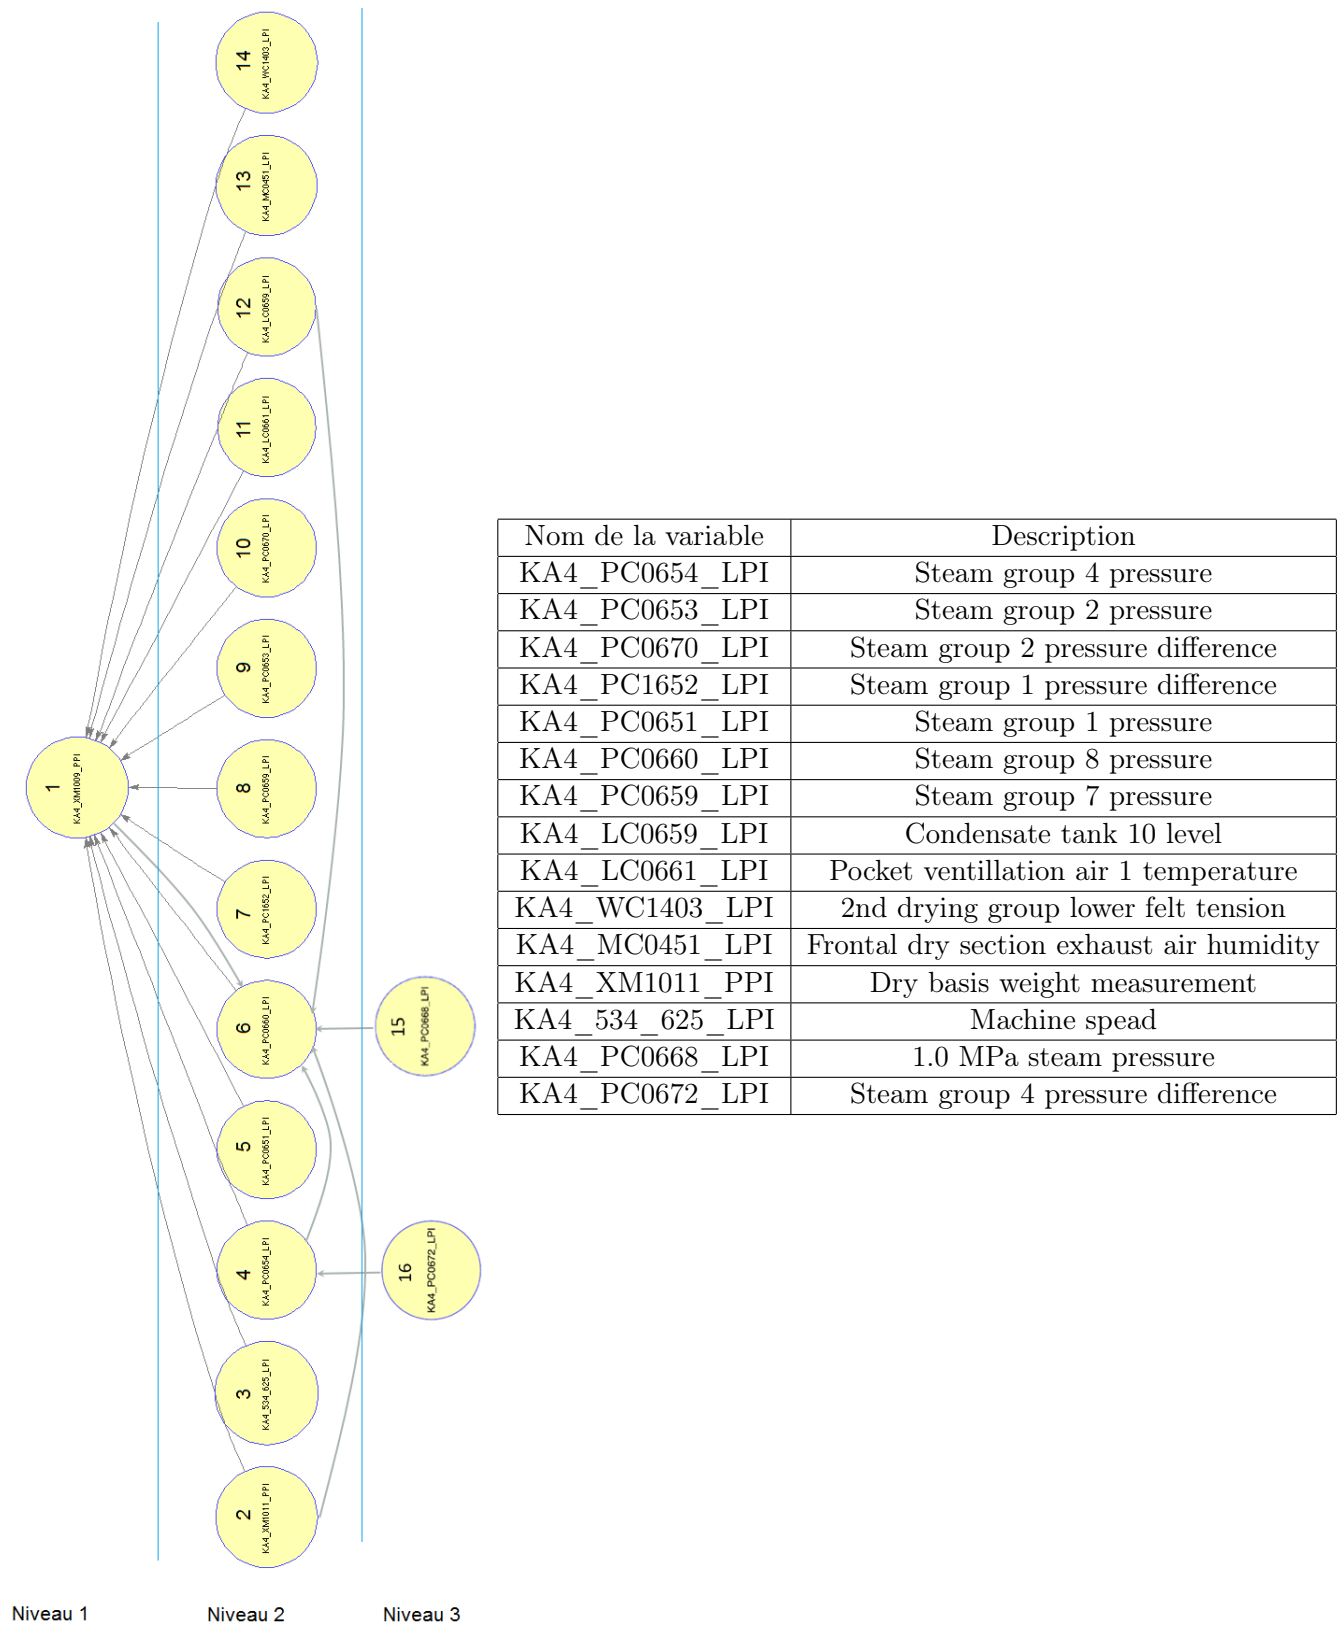 14
KA4_WC1403_LPI
13
KA4_MC0451_LPI
12
KA4_LC0659_LPI
11
KA4_LC0661_LPI
10
KA4_PC0670_LPI
9
KA4_PC0653_LPI
1
KA4_XM1009_PPI
8
KA4_PC0659_LPI
7
KA4_PC1652_LPI
6
KA4_PC0660_LPI
15
KA4_PC0668_LPI
5
KA4_PC0651_LPI
4
KA4_PC0654_LPI
16
KA4_PC0672_LPI
3
KA4_534_625_LPI
2
KA4_XM1011_PPI
Niveau 1 Niveau 2 Niveau 3
Nom de la variable Description
KA4_PC0654_LPI Steam group 4 pressure
KA4_PC0653_LPI Steam group 2 pressure
KA4_PC0670_LPI Steam group 2 pressure difference
KA4_PC1652_LPI Steam group 1 pressure difference
KA4_PC0651_LPI Steam group 1 pressure
KA4_PC0660_LPI Steam group 8 pressure
KA4_PC0659_LPI Steam group 7 pressure
KA4_LC0659_LPI Condensate tank 10 level
KA4_LC0661_LPI Pocket ventillation air 1 temperature
KA4_WC1403_LPI 2nd drying group lower felt tension
KA4_MC0451_LPI Frontal dry section exhaust air humidity
KA4_XM1011_PPI Dry basis weight measurement
KA4_534_625_LPI Machine spead
KA4_PC0668_LPI 1.0 MPa steam pressure
KA4_PC0672_LPI Steam group 4 pressure difference